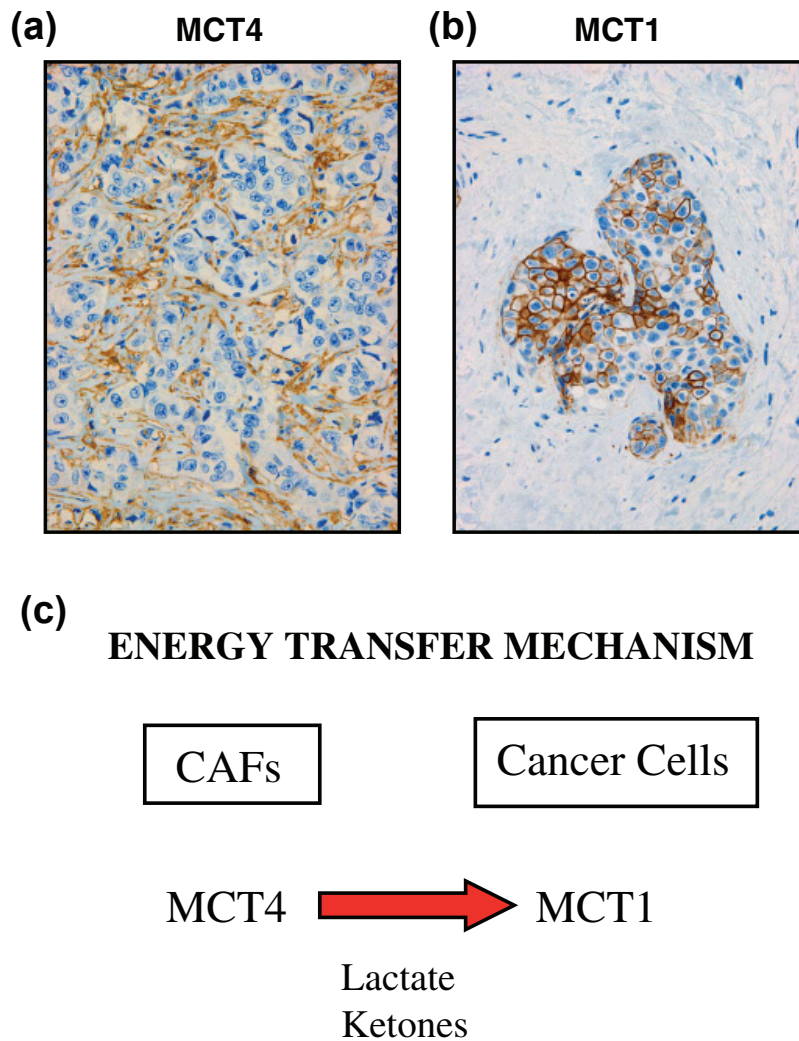 (a) MCT4
(b) MCT1
(c)
ENERGY TRANSFER MECHANISM
CAFs
Cancer Cells
MCT4
MCT1
Lactate
Ketones